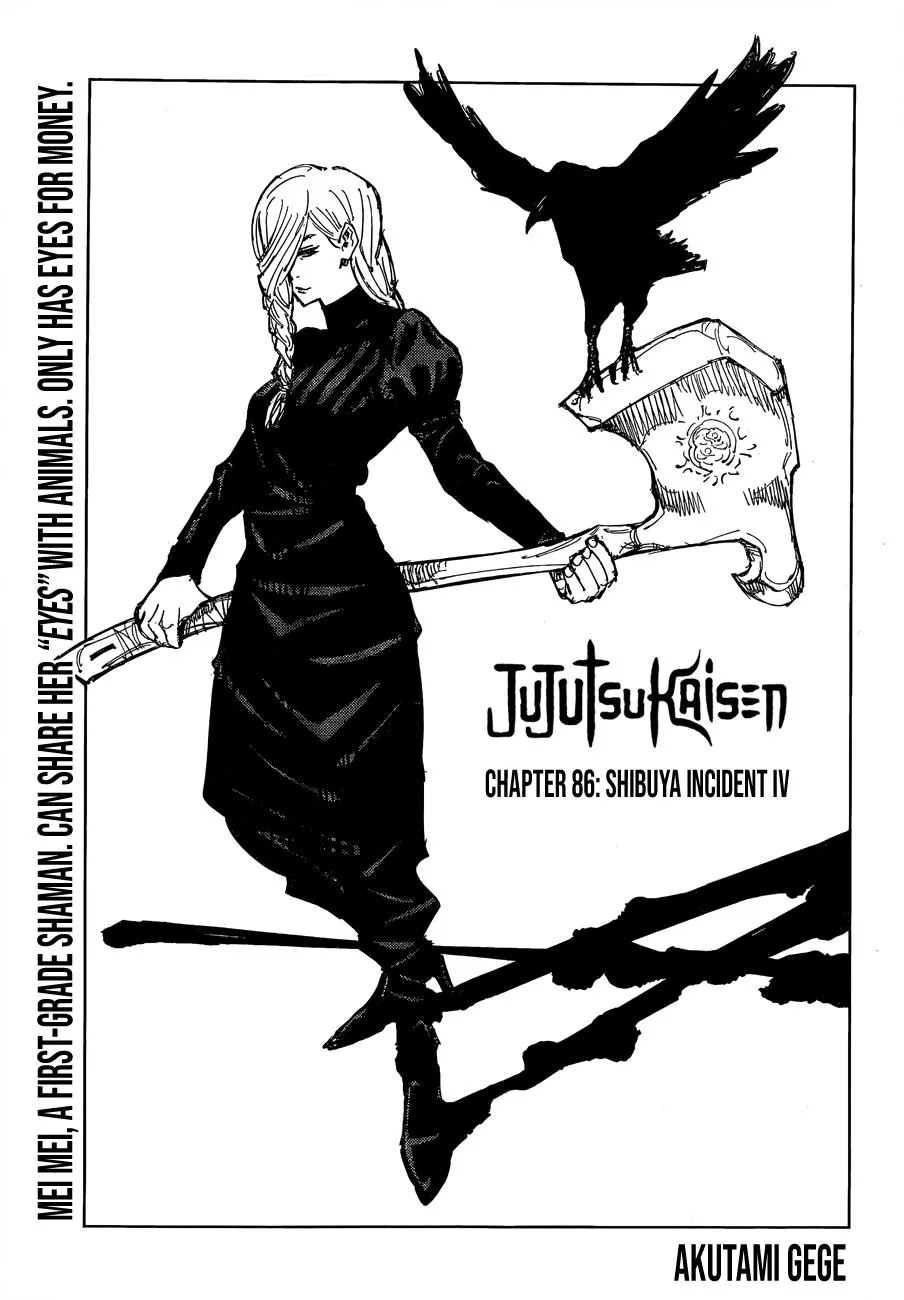 MEI MEI, A FIRST-GRADE SHAMAN. CAN SHARE HER “EYES” WITH ANIMALS. ONLY HAS EYES FOR MONEY.
JUJUTSU KAISEN
CHAPTER 86: SHIBUYA INCIDENT IV
AKUTAMI GEGE